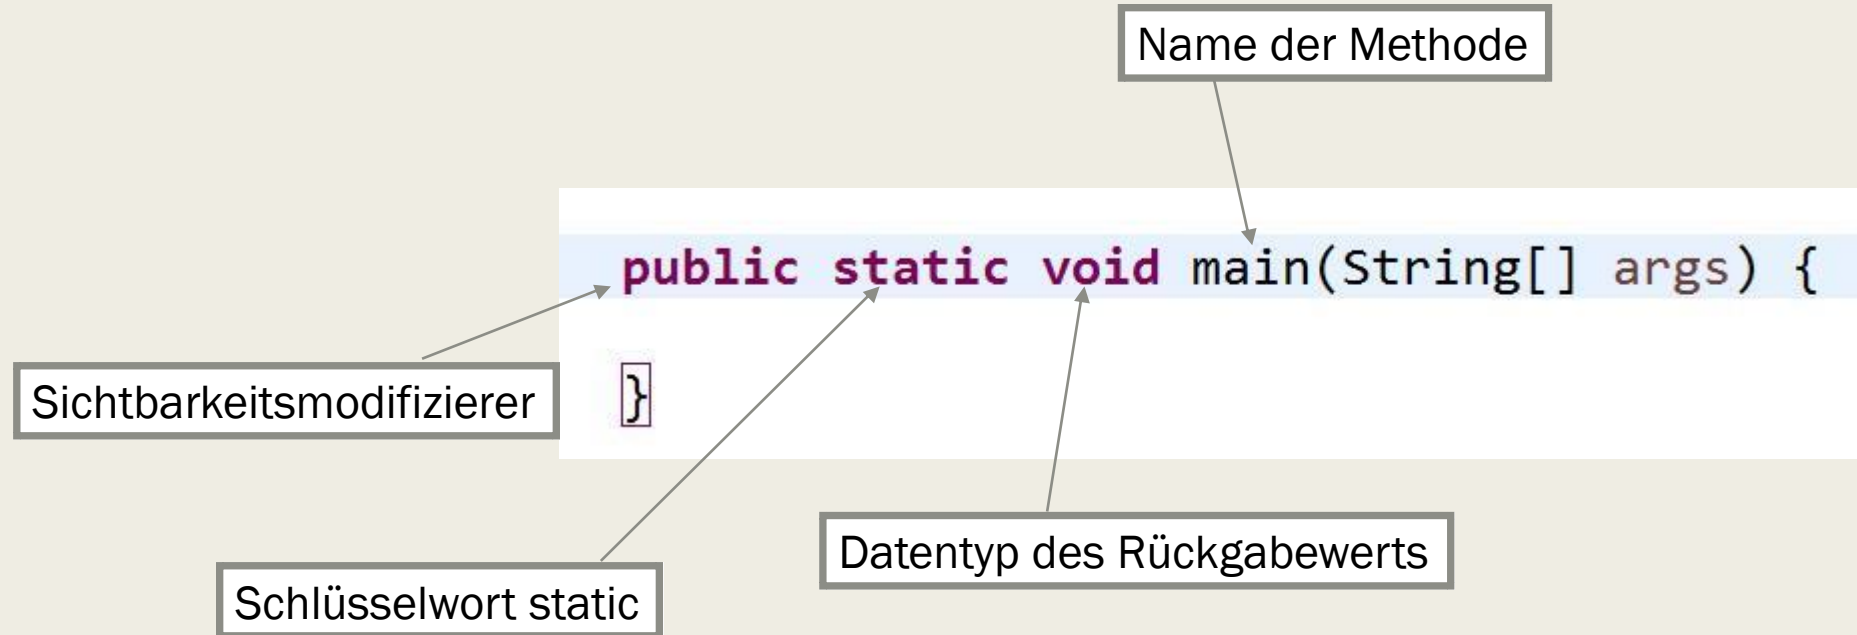 Name der Methode
public static void main(String[] args) {
Sichtbarkeitsmodifizierer
}
Datentyp des Rückgabewerts
Schlüsselwort static